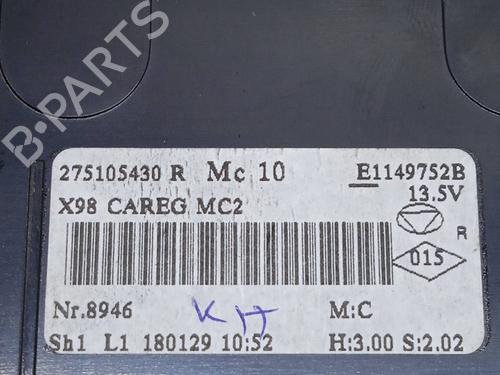 B-PARTS
275105430 R Mc 10 E1149752B
13.5V
X98 CAREG MC2
R
015
Nr.8946 KH M:C
Sh1 L1 180129 10:52 H:3.00 S:2.02